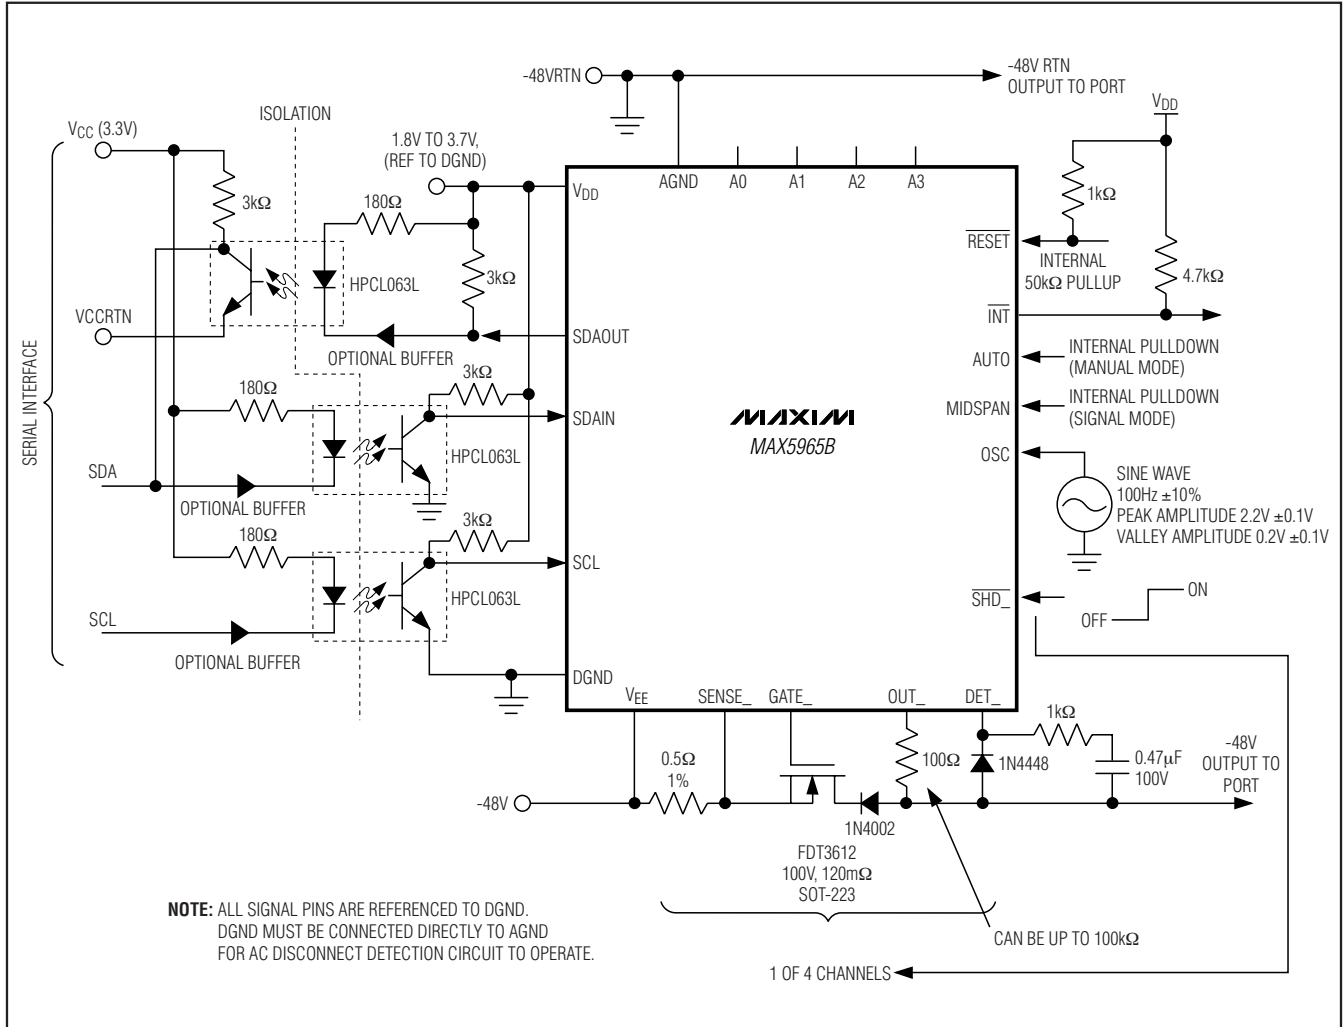 -48VRTN
-48V RTN
OUTPUT TO PORT
ISOLATION
VCC (3.3V)
1.8V TO 3.7V,
(REF TO DGND)
VDD
AGND
A0
A1
A2
A3
VDD
3kΩ
180Ω
1kΩ
RESET
INTERNAL
50kΩ PULLUP
4.7kΩ
HPCL063L
3kΩ
VCCRTN
SDAOUT
OPTIONAL BUFFER
INT
AUTO
INTERNAL PULLDOWN
(MANUAL MODE)
SERIAL INTERFACE
180Ω
3kΩ
SDAIN
MAXIM
MAX5965B
MIDSPAN
INTERNAL PULLDOWN
(SIGNAL MODE)
HPCL063L
OSC
SDA
OPTIONAL BUFFER
SINE WAVE
100Hz ±10%
PEAK AMPLITUDE 2.2V ±0.1V
VALLEY AMPLITUDE 0.2V ±0.1V
180Ω
3kΩ
SCL
HPCL063L
SHD_
ON
OFF
SCL
OPTIONAL BUFFER
DGND
VEE
SENSE_
GATE_
OUT_
DET_
1kΩ
0.5Ω
1%
100Ω
1N4448
0.47μF
100V
-48V
OUTPUT TO
PORT
-48V
1N4002
FDT3612
100V, 120mΩ
SOT-223
CAN BE UP TO 100kΩ
1 OF 4 CHANNELS
NOTE: ALL SIGNAL PINS ARE REFERENCED TO DGND.
DGND MUST BE CONNECTED DIRECTLY TO AGND
FOR AC DISCONNECT DETECTION CIRCUIT TO OPERATE.